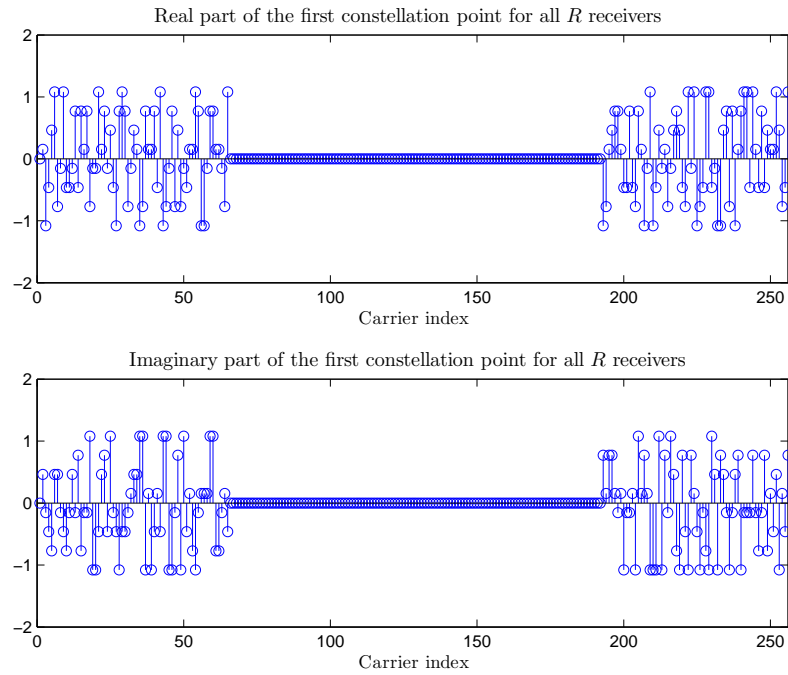 Real part of the first constellation point for all R receivers
2
1
0
−1
−2
0 50 100 150 200 250
Carrier index
Imaginary part of the first constellation point for all R receivers
2
1
0
−1
−2
0 50 100 150 200 250
Carrier index